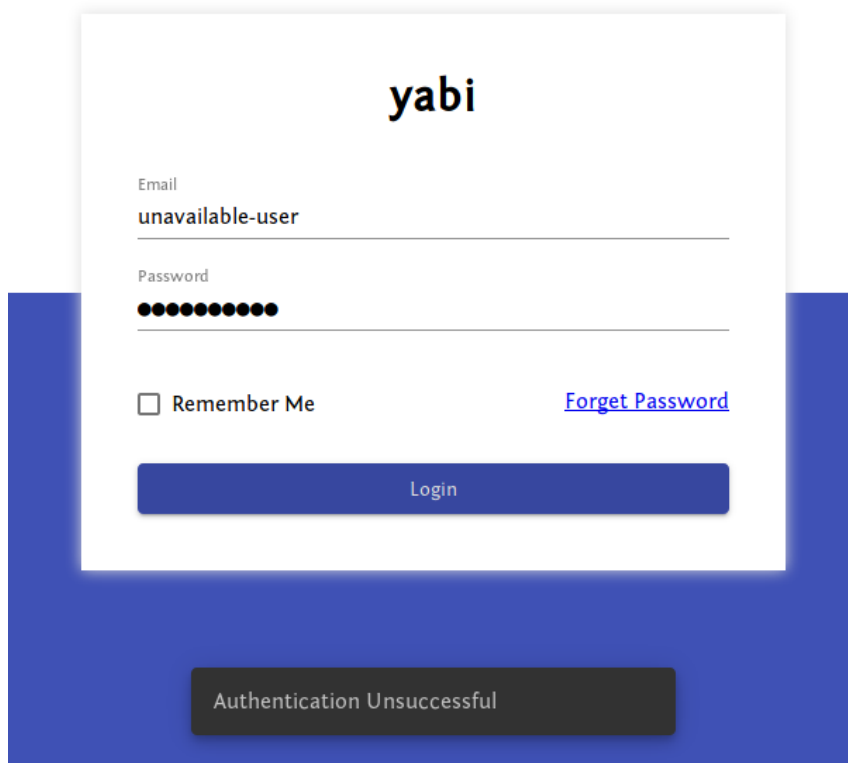 yabi
Email
unavailable-user
Password
●●●●●●●●●●
Remember Me
Forget Password
Login
Authentication Unsuccessful